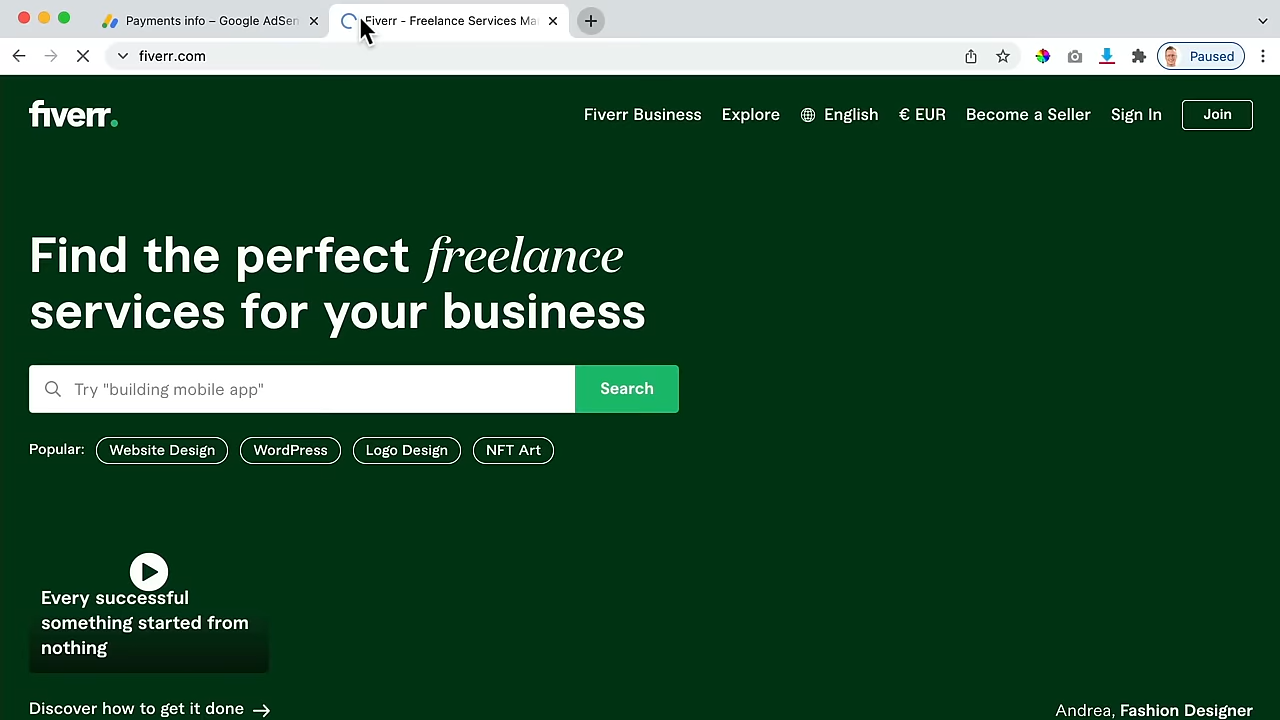 Payments info – Google AdSen
Fiverr - Freelance Services Ma
fiverr.com
Paused
fiverr.
Fiverr Business
Explore
English
€ EUR
Become a Seller
Sign In
Join
Find the perfect freelance
services for your business
Try "building mobile app"
Search
Popular:
Website Design
WordPress
Logo Design
NFT Art
Every successful
something started from
nothing
Discover how to get it done →
Andrea, Fashion Designer